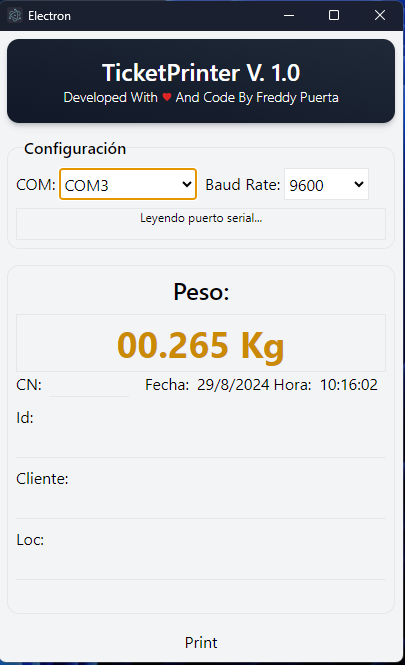 Electron
TicketPrinter V. 1.0
Developed With ❤ And Code By Freddy Puerta
Configuración
COM: COM3 Baud Rate: 9600
Leyendo puerto serial...
Peso:
00.265 Kg
CN: Fecha: 29/8/2024 Hora: 10:16:02
Id:
Cliente:
Loc:
Print